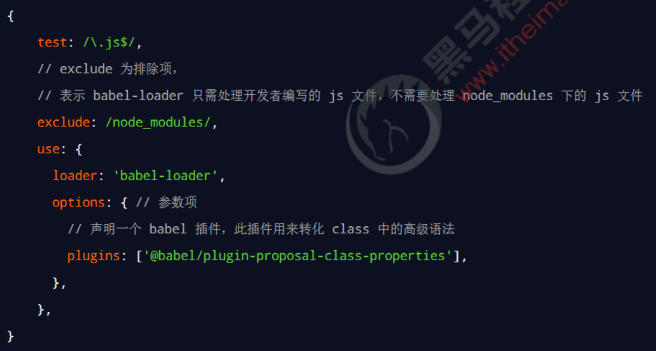 {
test: /\.js$/,
// exclude 为排除项，
// 表示 babel-loader 只需处理开发者编写的 js 文件，不需要处理 node_modules 下的 js 文件
exclude: /node_modules/,
use: {
loader: 'babel-loader',
options: { // 参数项
// 声明一个 babel 插件，此插件用来转化 class 中的高级语法
plugins: ['@babel/plugin-proposal-class-properties'],
},
},
}
黑马程
www.itheima